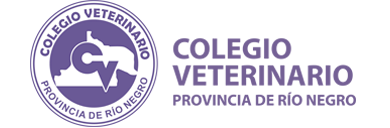 COLEGIO VETERINARIO
CV
PROVINCIA DE RÍO NEGRO
COLEGIO
VETERINARIO
PROVINCIA DE RÍO NEGRO